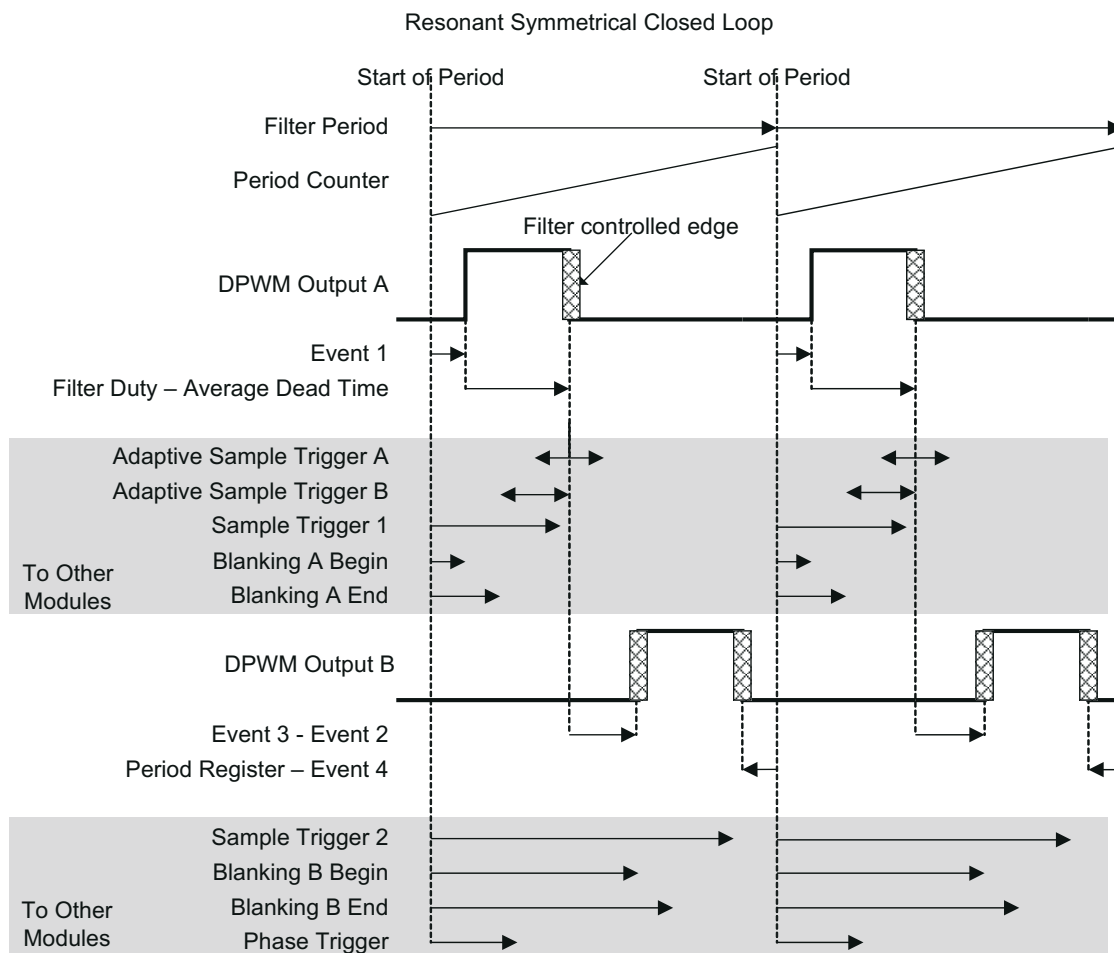 Resonant Symmetrical Closed Loop
Start of Period
Start of Period
Filter Period
Period Counter
Filter controlled edge
DPWM Output A
Event 1
Filter Duty – Average Dead Time
Adaptive Sample Trigger A
Adaptive Sample Trigger B
Sample Trigger 1
Blanking A Begin
Blanking A End
To Other
Modules
DPWM Output B
Event 3 - Event 2
Period Register – Event 4
Sample Trigger 2
Blanking B Begin
Blanking B End
Phase Trigger
To Other
Modules